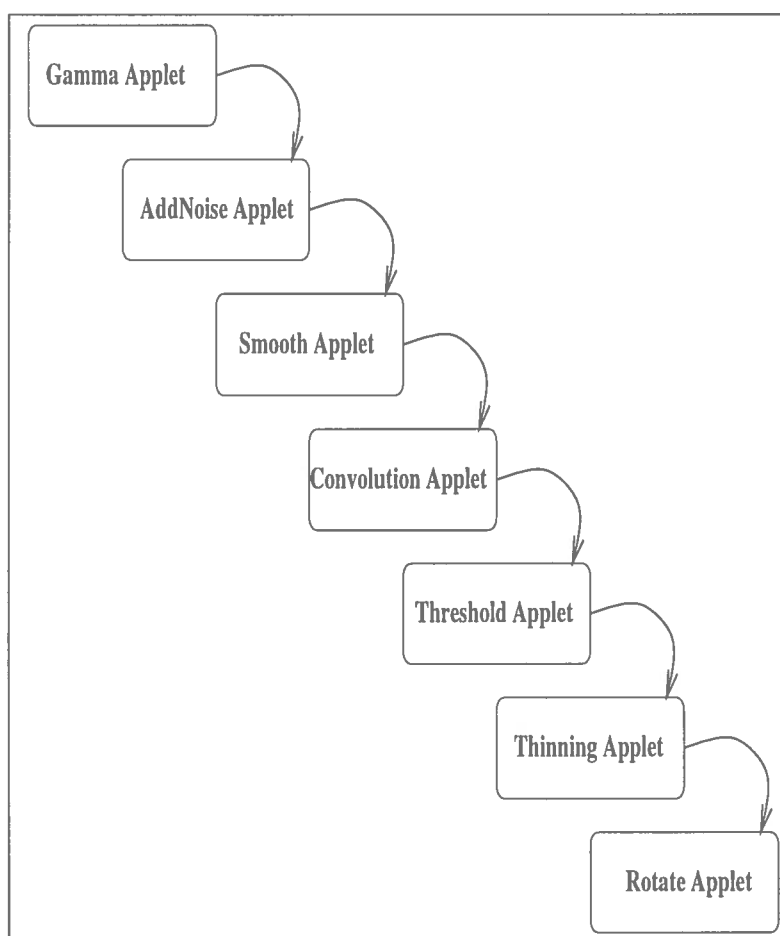 Gamma Applet
AddNoise Applet
Smooth Applet
Convolution Applet
Threshold Applet
Thinning Applet
Rotate Applet